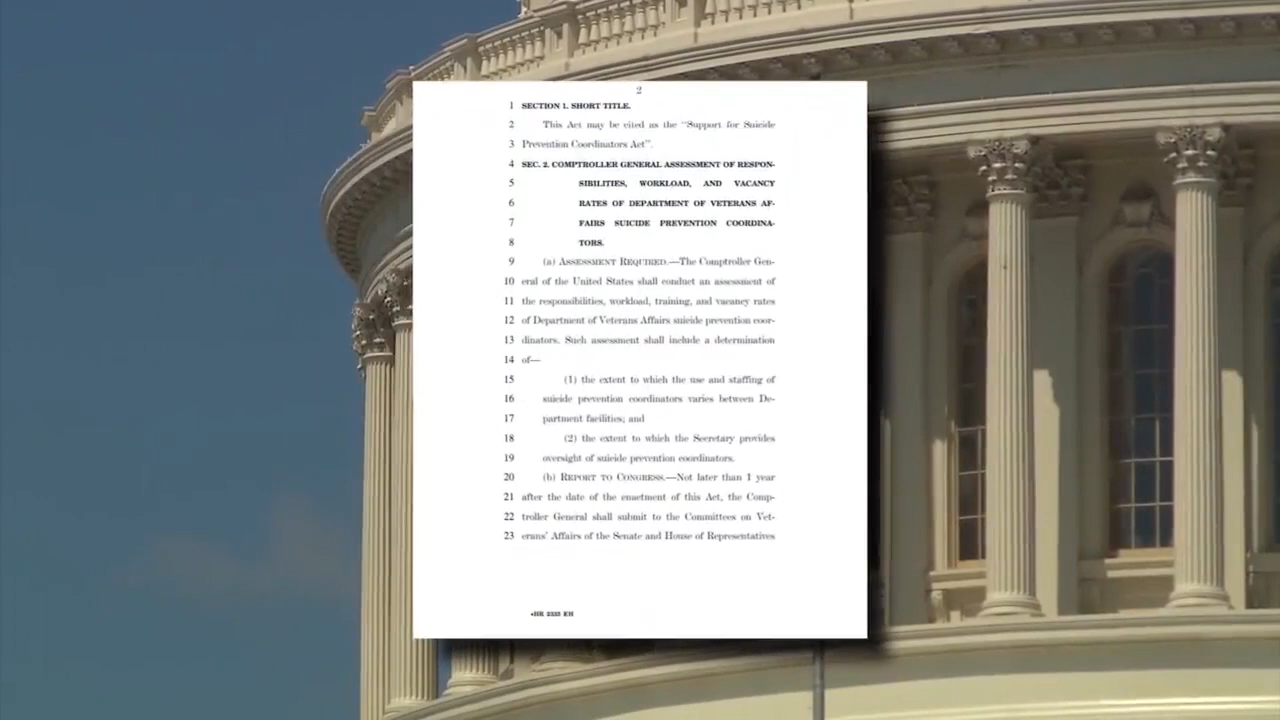 2
1 SECTION 1. SHORT TITLE.
2 This Act may be cited as the "Support for Suicide
3 Prevention Coordinators Act".
4 SEC. 2. COMPTROLLER GENERAL ASSESSMENT OF RESPON-
5 SIBILITIES, WORKLOAD, AND VACANCY
6 RATES OF DEPARTMENT OF VETERANS AF-
7 FAIRS SUICIDE PREVENTION COORDINA-
8 TORS.
9 (a) ASSESSMENT REQUIRED.—The Comptroller Gen-
10 eral of the United States shall conduct an assessment of
11 the responsibilities, workload, training, and vacancy rates
12 of Department of Veterans Affairs suicide prevention coor-
13 dinators. Such assessment shall include a determination
14 of—
15 (1) the extent to which the use and staffing of
16 suicide prevention coordinators varies between De-
17 partment facilities; and
18 (2) the extent to which the Secretary provides
19 oversight of suicide prevention coordinators.
20 (b) REPORT TO CONGRESS.—Not later than 1 year
21 after the date of the enactment of this Act, the Comp-
22 troller General shall submit to the Committees on Vet-
23 erans' Affairs of the Senate and House of Representatives
•HR 2333 EH